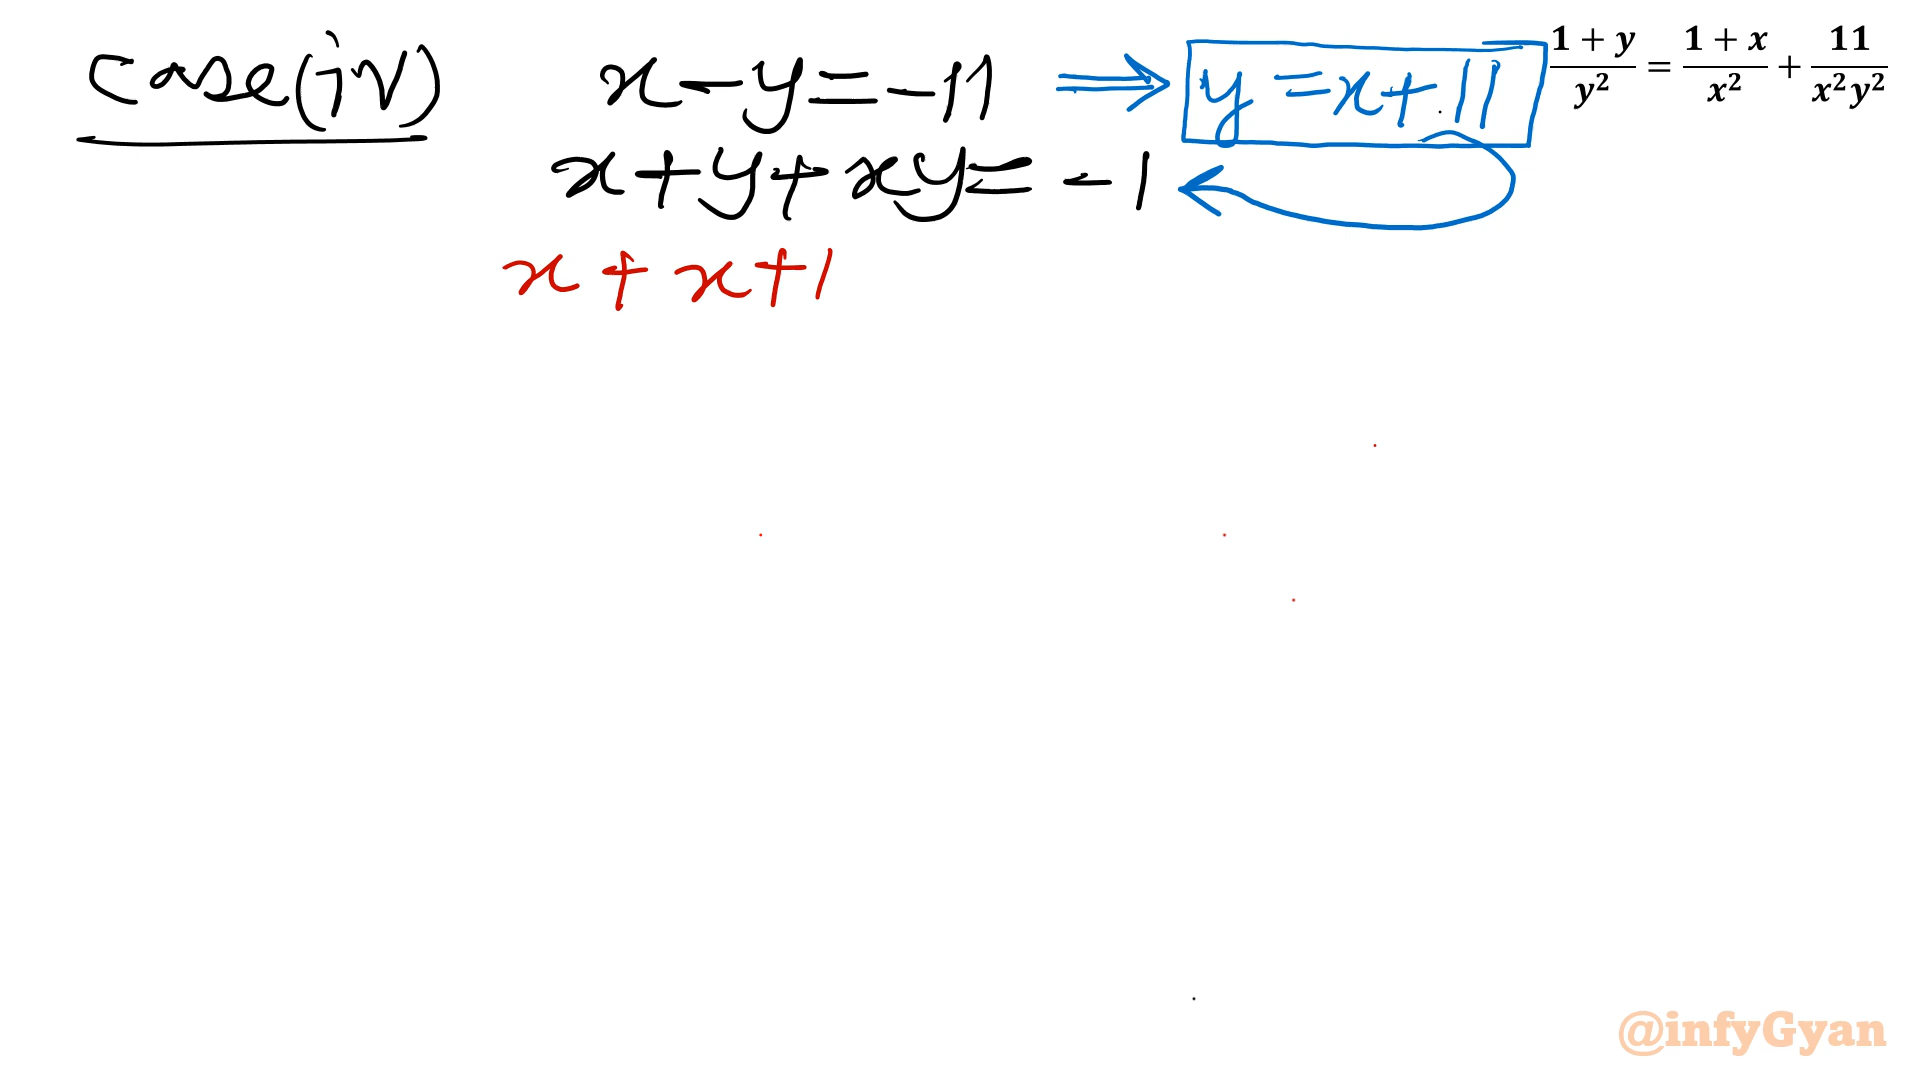 case(iv) x-y=-11 ⇒ y=x+11 (1+y)/y² = (1+x)/x² + 11/(x²y²)
x+y+xy=-1
x+x+1
@infyGyan